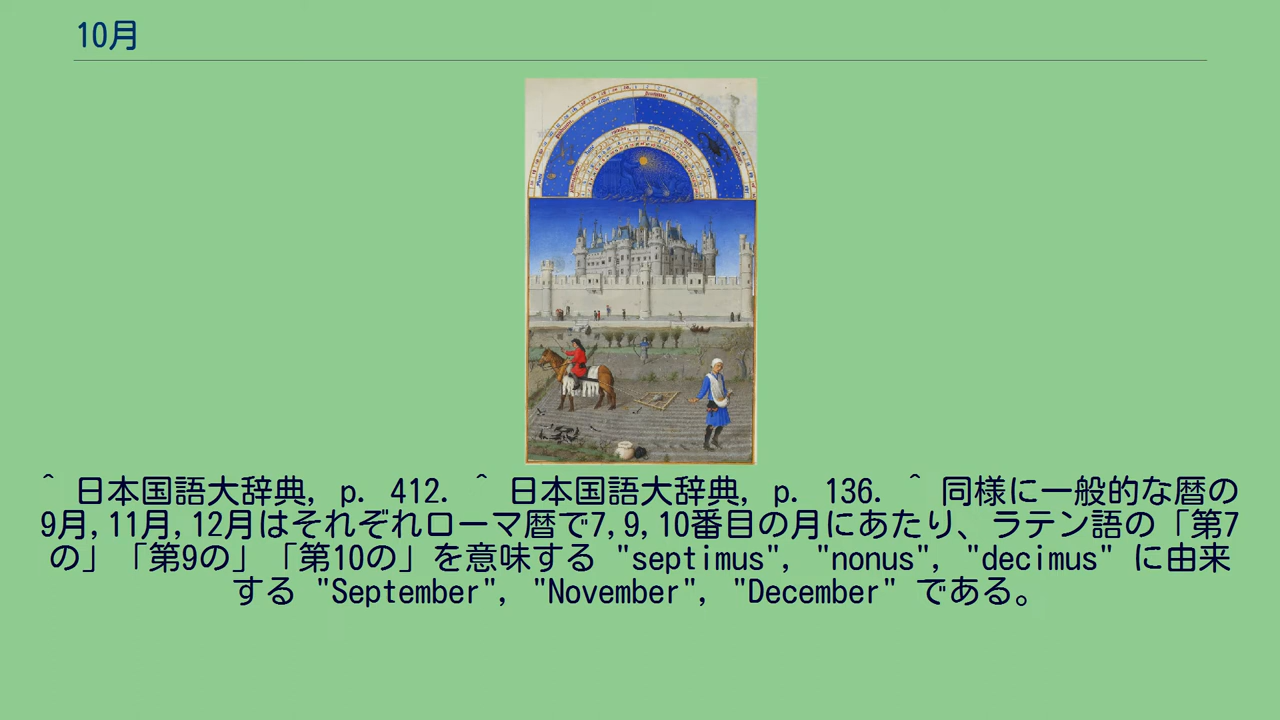 10月
^ 日本国語大辞典, p. 412. ^ 日本国語大辞典, p. 136. ^ 同様に一般的な暦の
9月,11月,12月はそれぞれローマ暦で7,9,10番目の月にあたり、ラテン語の「第7
の」「第9の」「第10の」を意味する "septimus", "nonus", "decimus" に由来
する "September", "November", "December" である。